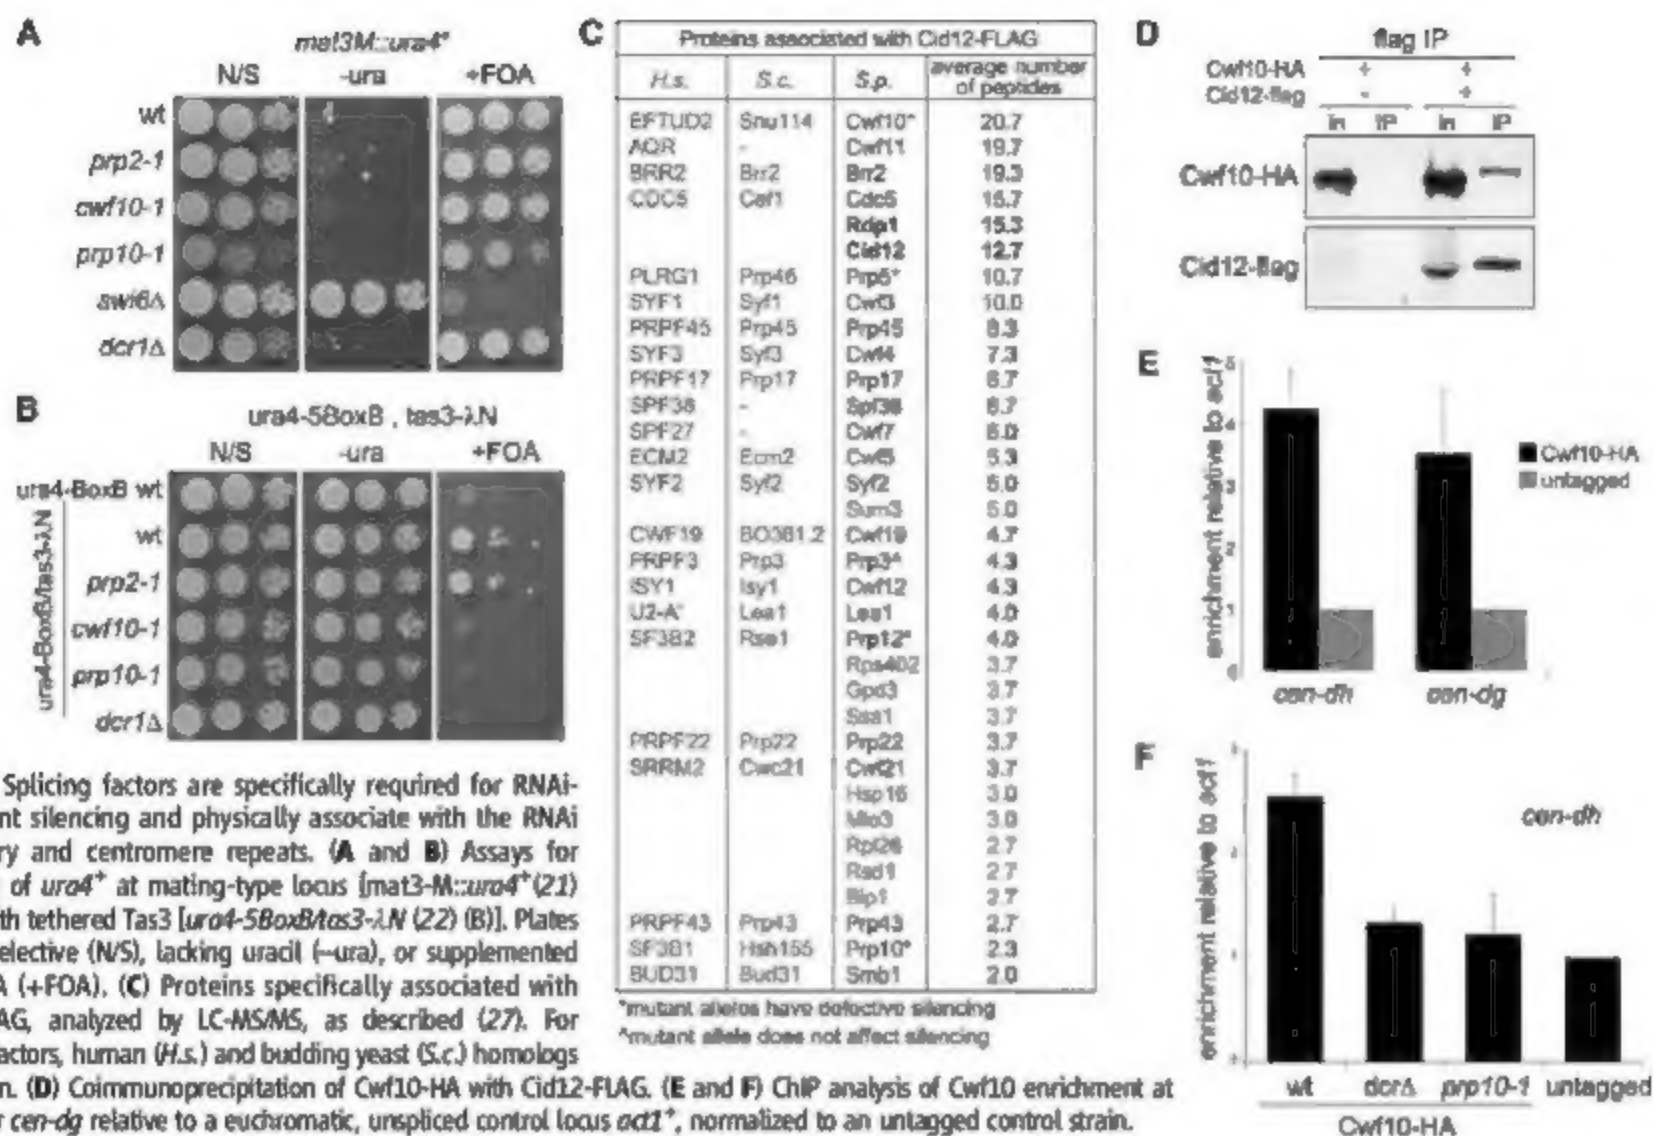 A
mat3M::ura4+
N/S -ura +FOA
wt
prp2-1
cwf10-1
prp10-1
swi6Δ
dcr1Δ
B
ura4-5BoxB , tas3-λN
N/S -ura +FOA
ura4-BoxB wt
ura4-BoxB/tas3-λN
wt
prp2-1
cwf10-1
prp10-1
dcr1Δ
C
Proteins associated with Cid12-FLAG
H.s. S.c. S.p. average number of peptides
EFTUD2 Snu114 Cwf10* 20.7
AQR - Cwf11 19.7
BRR2 Brr2 Brr2 19.3
CDC5 Cef1 Cdc5 15.7
Rdp1 15.3
Cid12 12.7
PLRG1 Prp46 Prp5* 10.7
SYF1 Syf1 Cwf3 10.0
PRPF45 Prp45 Prp45 8.3
SYF3 Syf3 Cwf4 7.3
PRPF17 Prp17 Prp17 6.7
SPF38 - Spf38 6.7
SPF27 - Cwf7 6.0
ECM2 Ecm2 Cwf5 5.3
SYF2 Syf2 Syf2 5.0
Sum3 5.0
CWF19 Cwf19 4.7
PRPF3 Prp3 Prp3^ 4.3
ISY1 Isy1 Cwf12 4.3
U2-A' Lea1 Lea1 4.0
SF3B2 Rse1 Prp12* 4.0
Rps402 3.7
Gpd3 3.7
Ssa1 3.7
PRPF22 Prp22 Prp22 3.7
SRRM2 Cwc21 Cwf21 3.7
Hsp16 3.0
Mlo3 3.0
Rpl26 2.7
Rad1 2.7
Bip1 2.7
PRPF43 Prp43 Prp43 2.7
SF3B1 Hsh155 Prp10* 2.3
BUD31 Bud31 Smb1 2.0
*mutant alleles have defective silencing
^mutant allele does not affect silencing
D
flag IP
Cwf10-HA + +
Cid12-flag - +
in IP in IP
Cwf10-HA
Cid12-flag
E
enrichment relative to act1
5
4
3
2
1
0
cen-dh cen-dg
Cwf10-HA
untagged
F
enrichment relative to act1
3
2
1
0
cen-dh
wt dcrΔ prp10-1 untagged
Cwf10-HA
Splicing factors are specifically required for RNAi-
nt silencing and physically associate with the RNAi
ry and centromere repeats. (A and B) Assays for
of ura4+ at mating-type locus [mat3-M::ura4+(21)
th tethered Tas3 [ura4-5BoxB/tas3-λN (22) (B)]. Plates
elective (N/S), lacking uracil (–ura), or supplemented
A (+FOA). (C) Proteins specifically associated with
AG, analyzed by LC-MS/MS, as described (27). For
actors, human (H.s.) and budding yeast (S.c.) homologs
n. (D) Coimmunoprecipitation of Cwf10-HA with Cid12-FLAG. (E and F) ChIP analysis of Cwf10 enrichment at
r cen-dg relative to a euchromatic, unspliced control locus act1+, normalized to an untagged control strain.